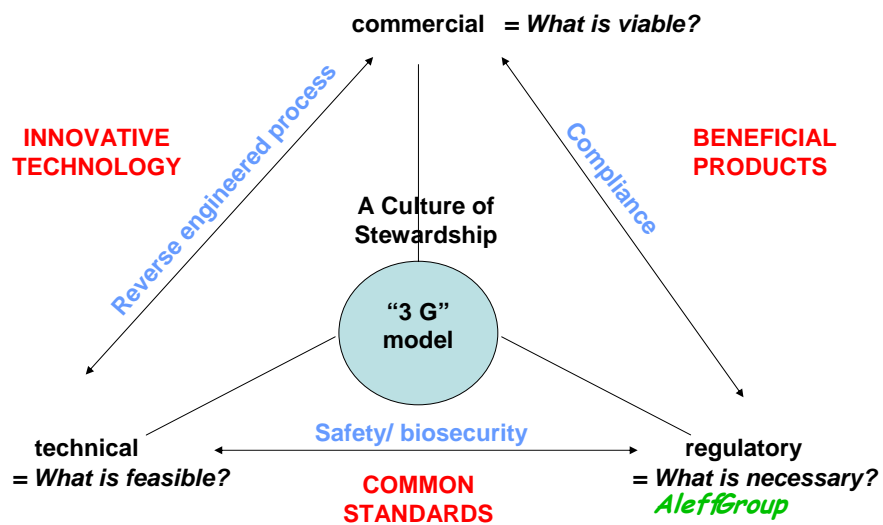 commercial = What is viable?
Reverse engineered process
INNOVATIVE
TECHNOLOGY
Compliance
BENEFICIAL
PRODUCTS
A Culture of
Stewardship
“3 G”
model
Safety/ biosecurity
technical
= What is feasible?
regulatory
= What is necessary?
AleffGroup
COMMON
STANDARDS